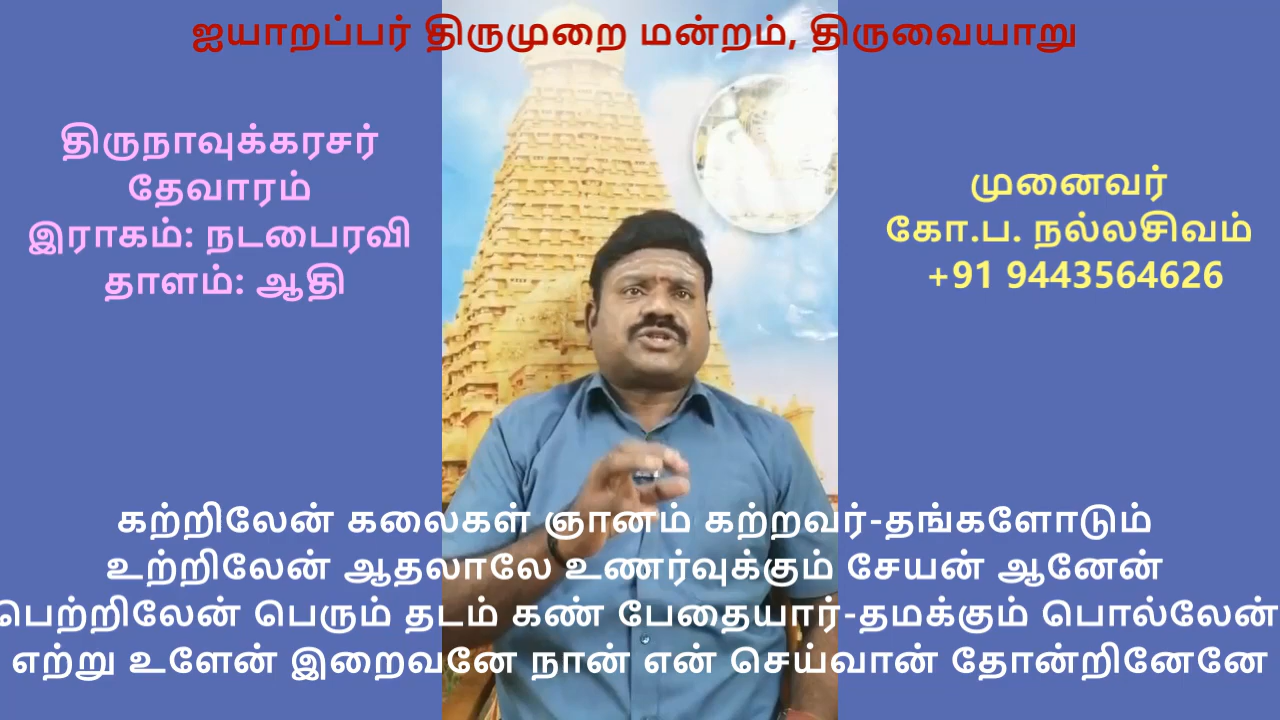 ஐயாறப்பர் திருமுறை மன்றம், திருவையாறு
திருநாவுக்கரசர்
தேவாரம்
இராகம்: நடபைரவி
தாளம்: ஆதி
முனைவர்
கோ.ப. நல்லசிவம்
+91 9443564626
கற்றிலேன் கலைகள் ஞானம் கற்றவர்-தங்களோடும்
உற்றிலேன் ஆதலாலே உணர்வுக்கும் சேயன் ஆனேன்
பெற்றிலேன் பெரும் தடம் கண் பேதையார்-தமக்கும் பொல்லேன்
எற்று உளேன் இறைவனே நான் என் செய்வான் தோன்றினேனே